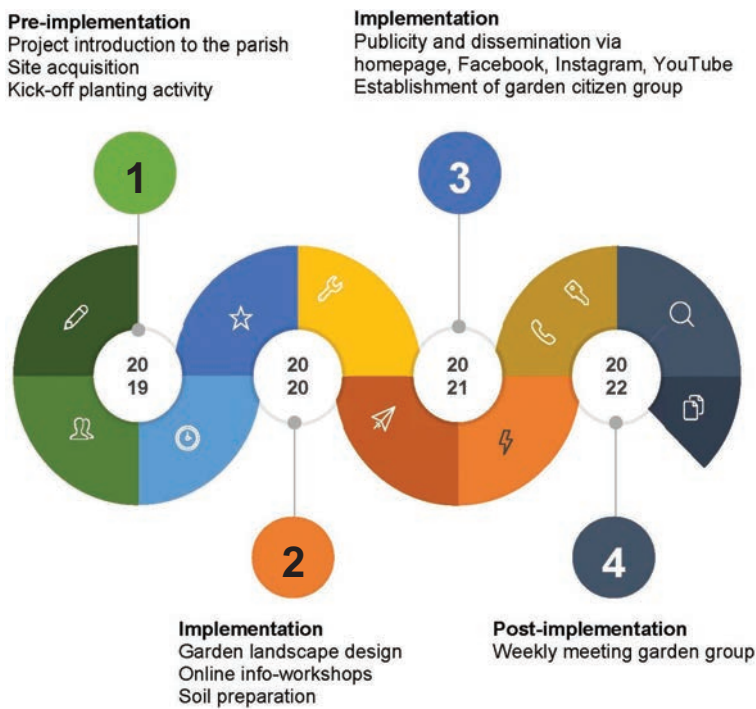 Pre-implementation
Project introduction to the parish
Site acquisition
Kick-off planting activity
Implementation
Publicity and dissemination via
homepage, Facebook, Instagram, YouTube
Establishment of garden citizen group
1
3
20
19
20
20
20
21
20
22
2
4
Implementation
Garden landscape design
Online info-workshops
Soil preparation
Post-implementation
Weekly meeting garden group